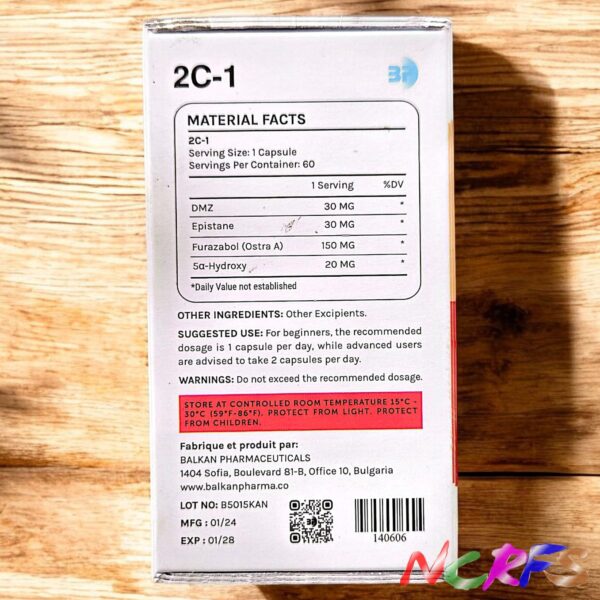 2C-1
MATERIAL FACTS
2C-1
Serving Size: 1 Capsule
Servings Per Container: 60
1 Serving %DV
DMZ 30 MG *
Epistane 30 MG *
Furazabol (Ostra A) 150 MG *
5α-Hydroxy 20 MG *
*Daily Value not established
OTHER INGREDIENTS: Other Excipients.
SUGGESTED USE: For beginners, the recommended
dosage is 1 capsule per day, while advanced users
are advised to take 2 capsules per day.
WARNINGS: Do not exceed the recommended dosage.
STORE AT CONTROLLED ROOM TEMPERATURE 15°C -
30°C (59°F-86°F). PROTECT FROM LIGHT. PROTECT
FROM CHILDREN.
Fabrique et produit par:
BALKAN PHARMACEUTICALS
1404 Sofia, Boulevard 81-B, Office 10, Bulgaria
www.balkanpharma.co
LOT NO: B5015KAN
MFG : 01/24
EXP : 01/28
140606
NCRFS